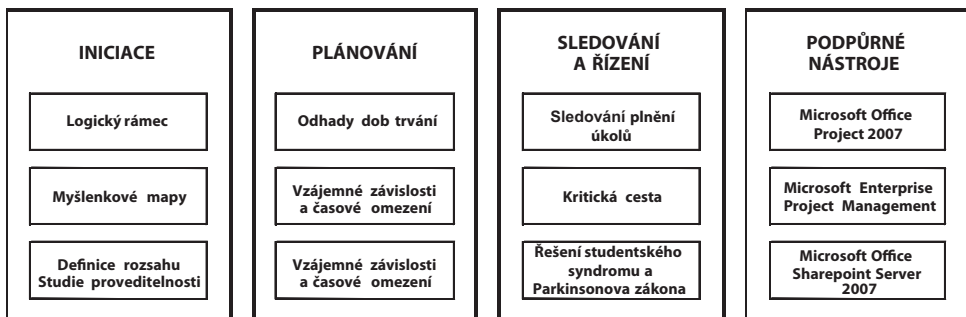 INICIACE
Logický rámec
Myšlenkové mapy
Definice rozsahu
Studie proveditelnosti
PLÁNOVÁNÍ
Odhady dob trvání
Vzájemné závislosti
a časové omezení
Vzájemné závislosti
a časové omezení
SLEDOVÁNÍ
A ŘÍZENÍ
Sledování plnění
úkolů
Kritická cesta
Řešení studentského
syndromu a
Parkinsonova zákona
PODPŮRNÉ
NÁSTROJE
Microsoft Office
Project 2007
Microsoft Enterprise
Project Management
Microsoft Office
Sharepoint Server
2007